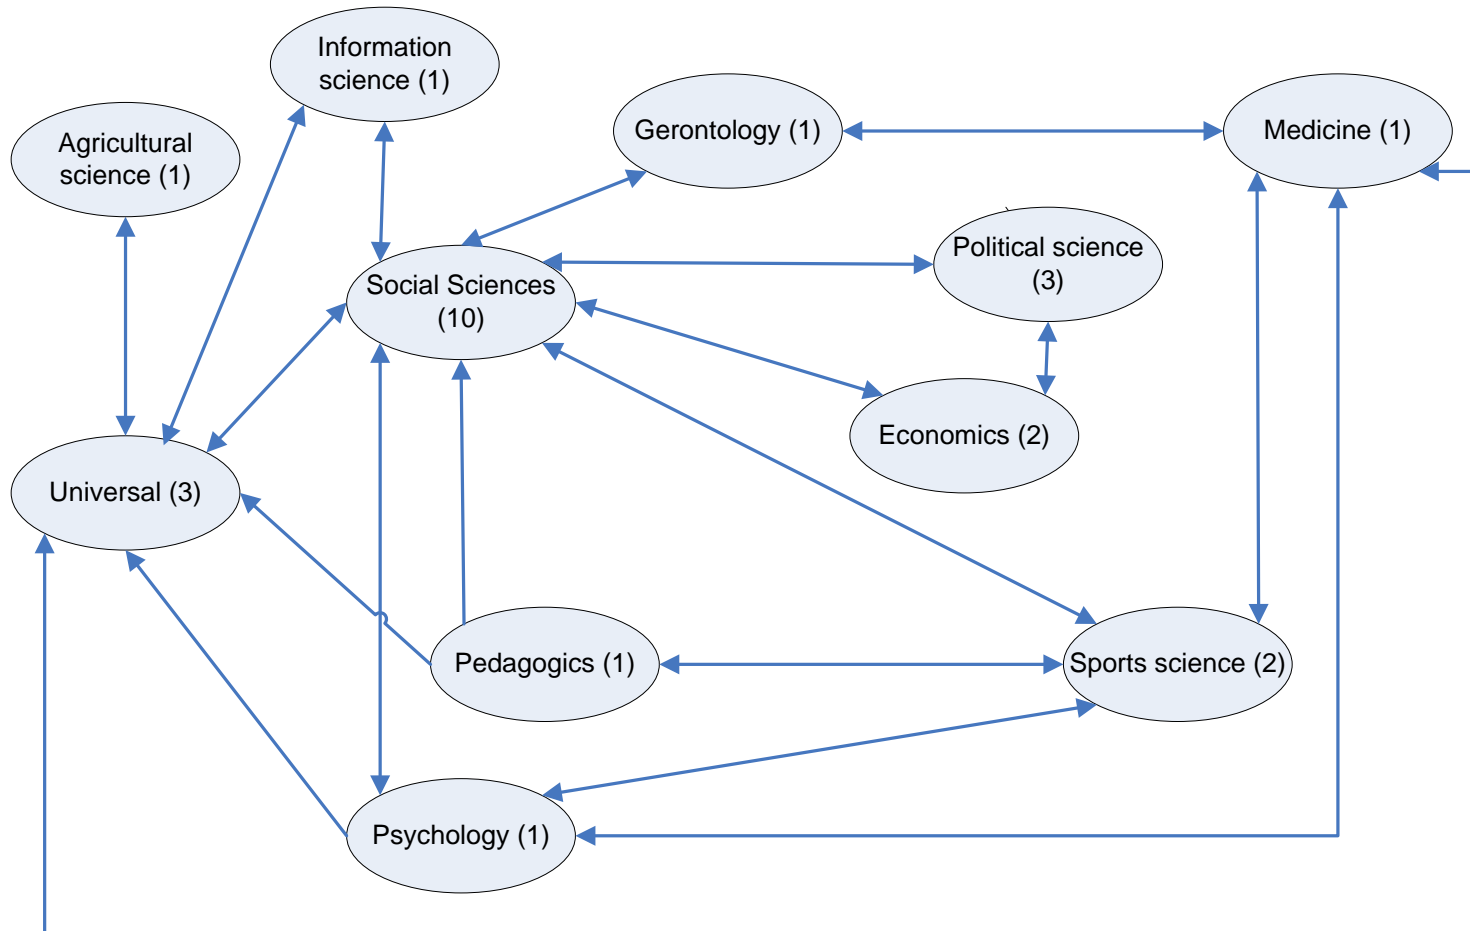 Information
science (1)
Agricultural
science (1)
Gerontology (1)
Medicine (1)
Political science
(3)
Social Sciences
(10)
Economics (2)
Universal (3)
Pedagogics (1)
Sports science (2)
Psychology (1)